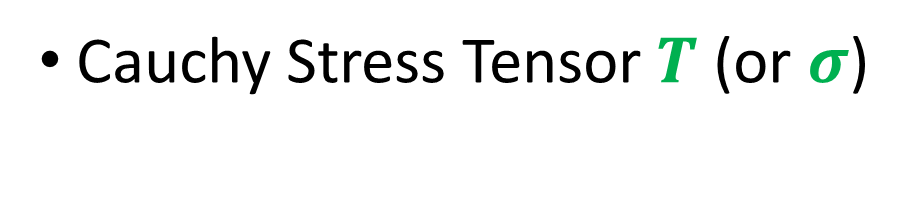 • Cauchy Stress Tensor 𝑻 (or 𝝈)